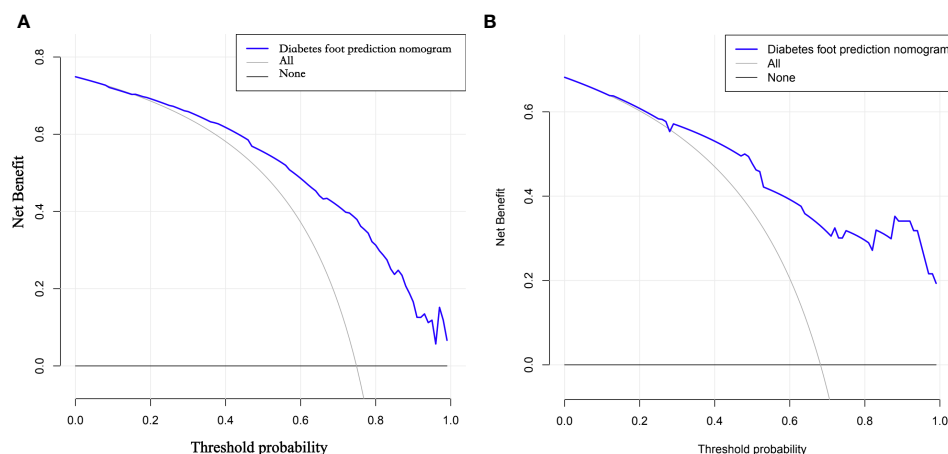 A
Diabetes foot prediction nomogram
All
None
Net Benefit
0.8
0.6
0.4
0.2
0.0
0.0 0.2 0.4 0.6 0.8 1.0
Threshold probability
B
Diabetes foot prediction nomogram
All
None
Net Benefit
0.6
0.4
0.2
0.0
0.0 0.2 0.4 0.6 0.8 1.0
Threshold probability